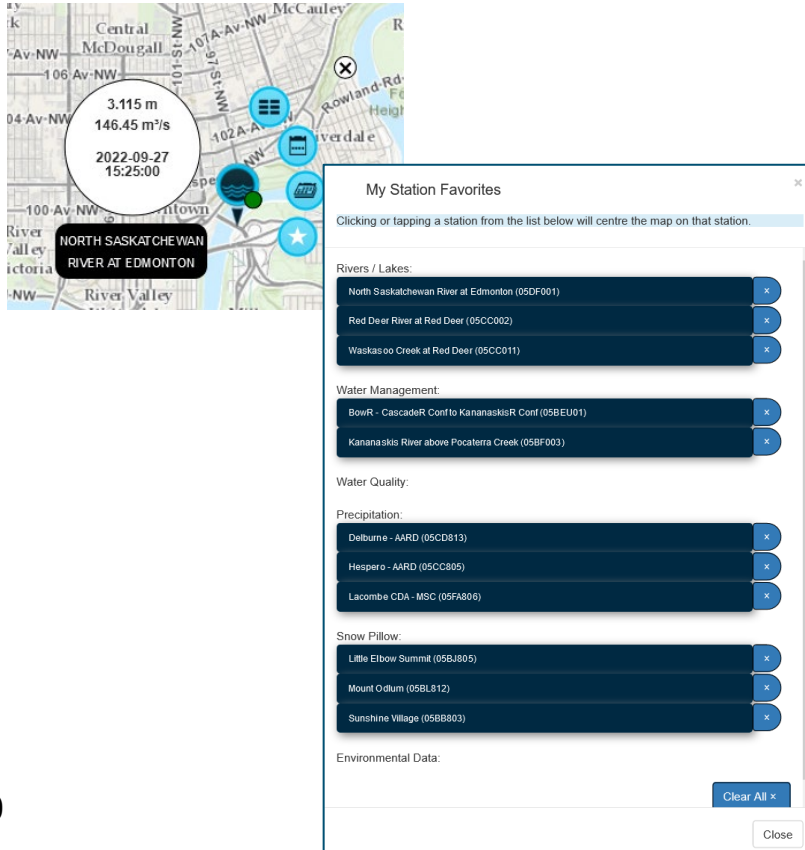 McCauley
Central
McDougall
107A-Av-NW
Av-NW
101-St-NW
97 St-NW
106 Av-NW
Rowland-Rd
04-Av-NW
3.115 m
146.45 m³/s
2022-09-27
15:25:00
102A-A
NW
iverdale
Heigh
100-Av-NW
ntown
River
Valley
ictoria
NORTH SASKATCHEWAN
RIVER AT EDMONTON
-NW
River Valley
My Station Favorites
×
Clicking or tapping a station from the list below will centre the map on that station.
Rivers / Lakes:
North Saskatchewan River at Edmonton (05DF001) ×
Red Deer River at Red Deer (05CC002) ×
Waskasoo Creek at Red Deer (05CC011) ×
Water Management:
BowR - CascadeR Conf to KananaskisR Conf (05BEU01) ×
Kananaskis River above Pocaterra Creek (05BF003) ×
Water Quality:
Precipitation:
Delburne - AARD (05CD813) ×
Hespero - AARD (05CC805) ×
Lacombe CDA - MSC (05FA806) ×
Snow Pillow:
Little Elbow Summit (05BJ805) ×
Mount Odlum (05BL812) ×
Sunshine Village (05BB803) ×
Environmental Data:
Clear All ×
Close
)